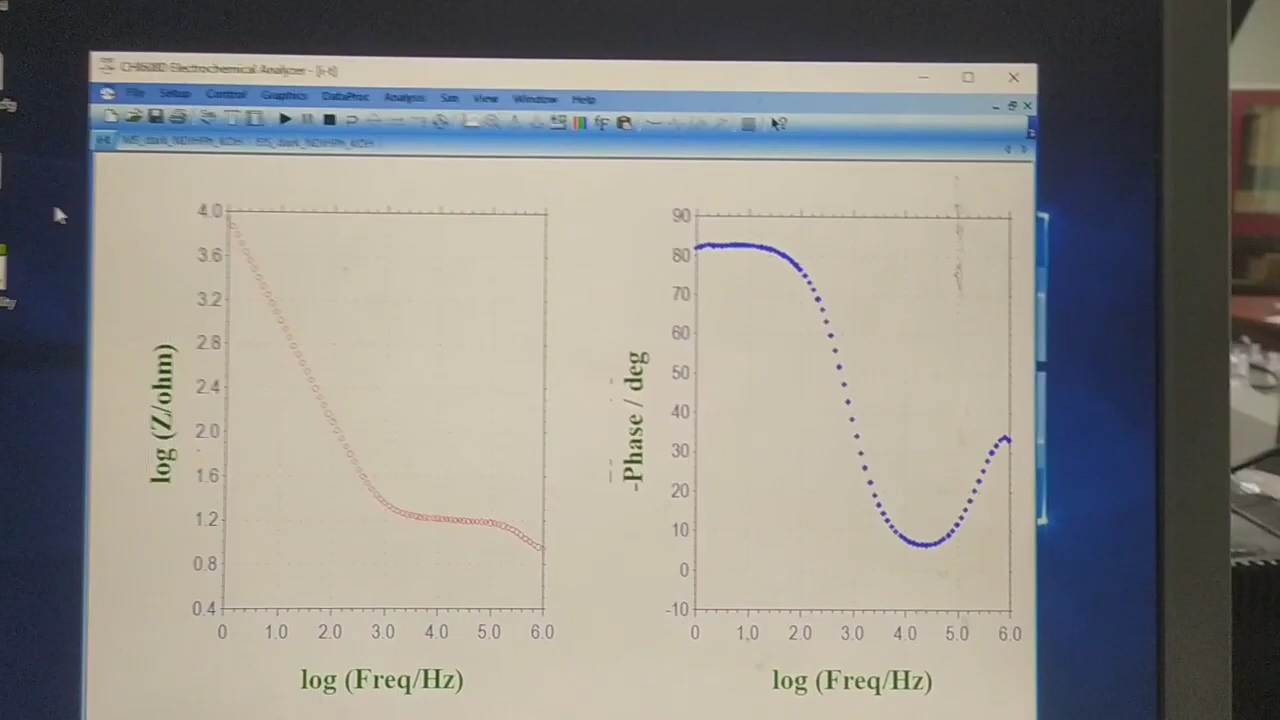 CHI608D Electrochemical Analyzer - [i-t]
File Setup Control Graphics DataProc Analysis Sim View Window Help
4.0
3.6
3.2
2.8
2.4
2.0
1.6
1.2
0.8
0.4
0 1.0 2.0 3.0 4.0 5.0 6.0
log (Z/ohm)
log (Freq/Hz)
90
80
70
60
50
40
30
20
10
0
-10
0 1.0 2.0 3.0 4.0 5.0 6.0
-Phase / deg
log (Freq/Hz)